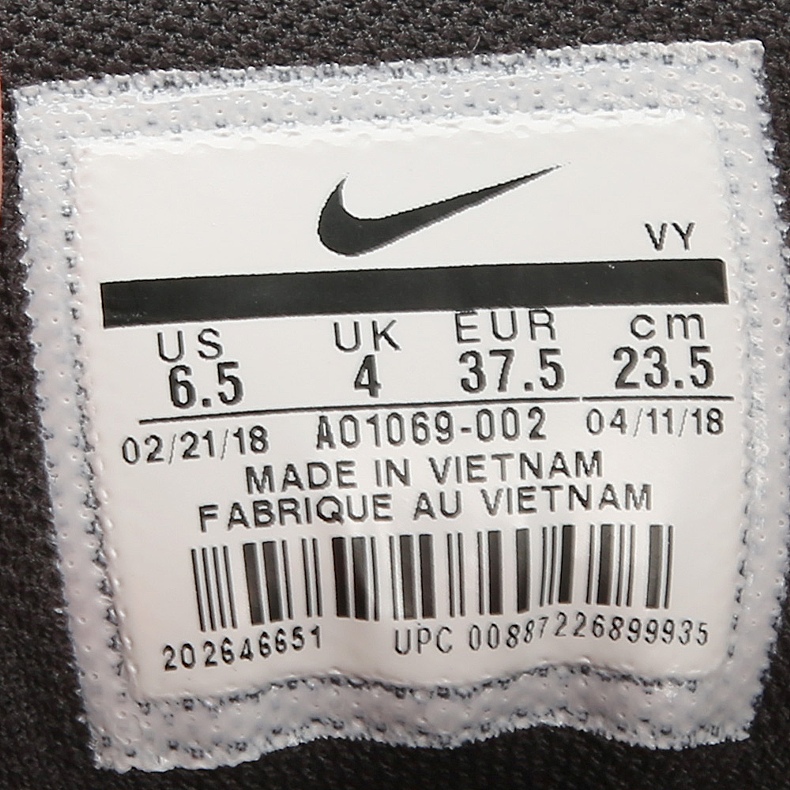 VY
US UK EUR cm
6.5 4 37.5 23.5
02/21/18 AO1069-002 04/11/18
MADE IN VIETNAM
FABRIQUE AU VIETNAM
202646651 UPC 00887226899935